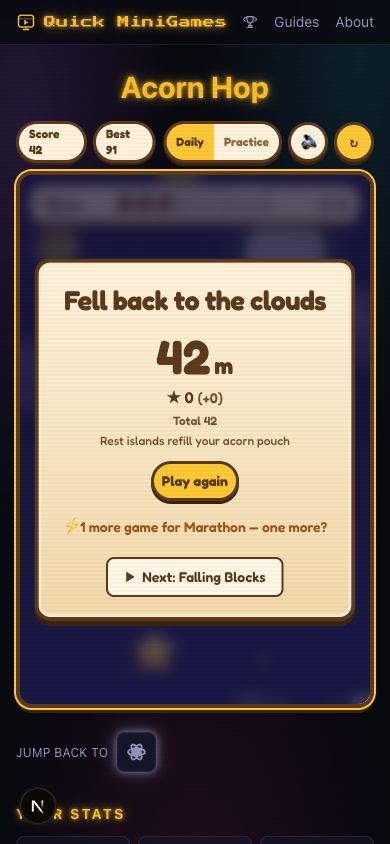 Quick MiniGames
Guides
About
Acorn Hop
Score
42
Best
91
Daily
Practice
Fell back to the clouds
42 m
★ 0 (+0)
Total 42
Rest islands refill your acorn pouch
Play again
⚡1 more game for Marathon — one more?
▶ Next: Falling Blocks
JUMP BACK TO
N
STATS